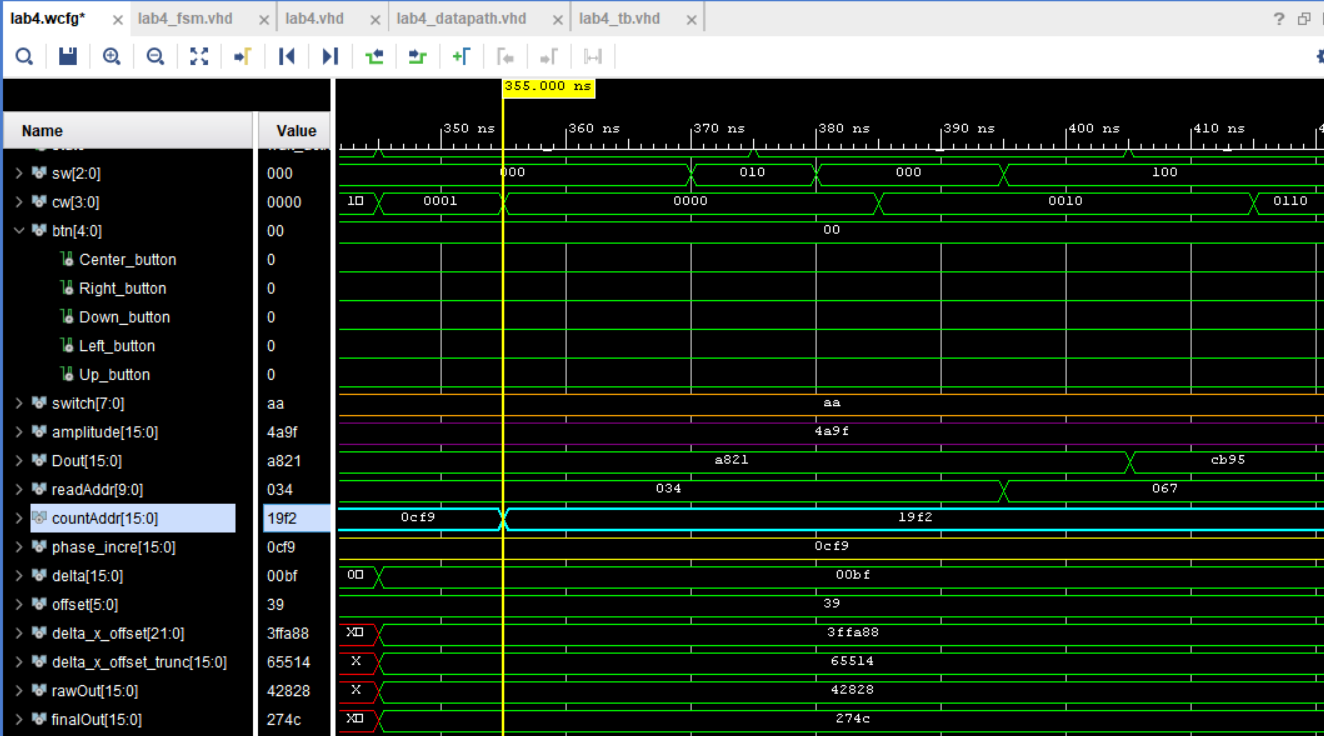 lab4.wcfg* × lab4_fsm.vhd × lab4.vhd × lab4_datapath.vhd × lab4_tb.vhd ×
355.000 ns
Name Value 350 ns 360 ns 370 ns 380 ns 390 ns 400 ns 410 ns
sw[2:0] 000 000 010 000 100
cw[3:0] 0000 0001 0000 0010 0110
btn[4:0] 00 00
Center_button 0
Right_button 0
Down_button 0
Left_button 0
Up_button 0
switch[7:0] aa aa
amplitude[15:0] 4a9f 4a9f
Dout[15:0] a821 a821 cb95
readAddr[9:0] 034 034 067
countAddr[15:0] 19f2 0cf9 19f2
phase_incre[15:0] 0cf9 0cf9
delta[15:0] 00bf 00bf
offset[5:0] 39 39
delta_x_offset[21:0] 3ffa88 X 3ffa88
delta_x_offset_trunc[15:0] 65514 X 65514
rawOut[15:0] 42828 X 42828
finalOut[15:0] 274c X 274c